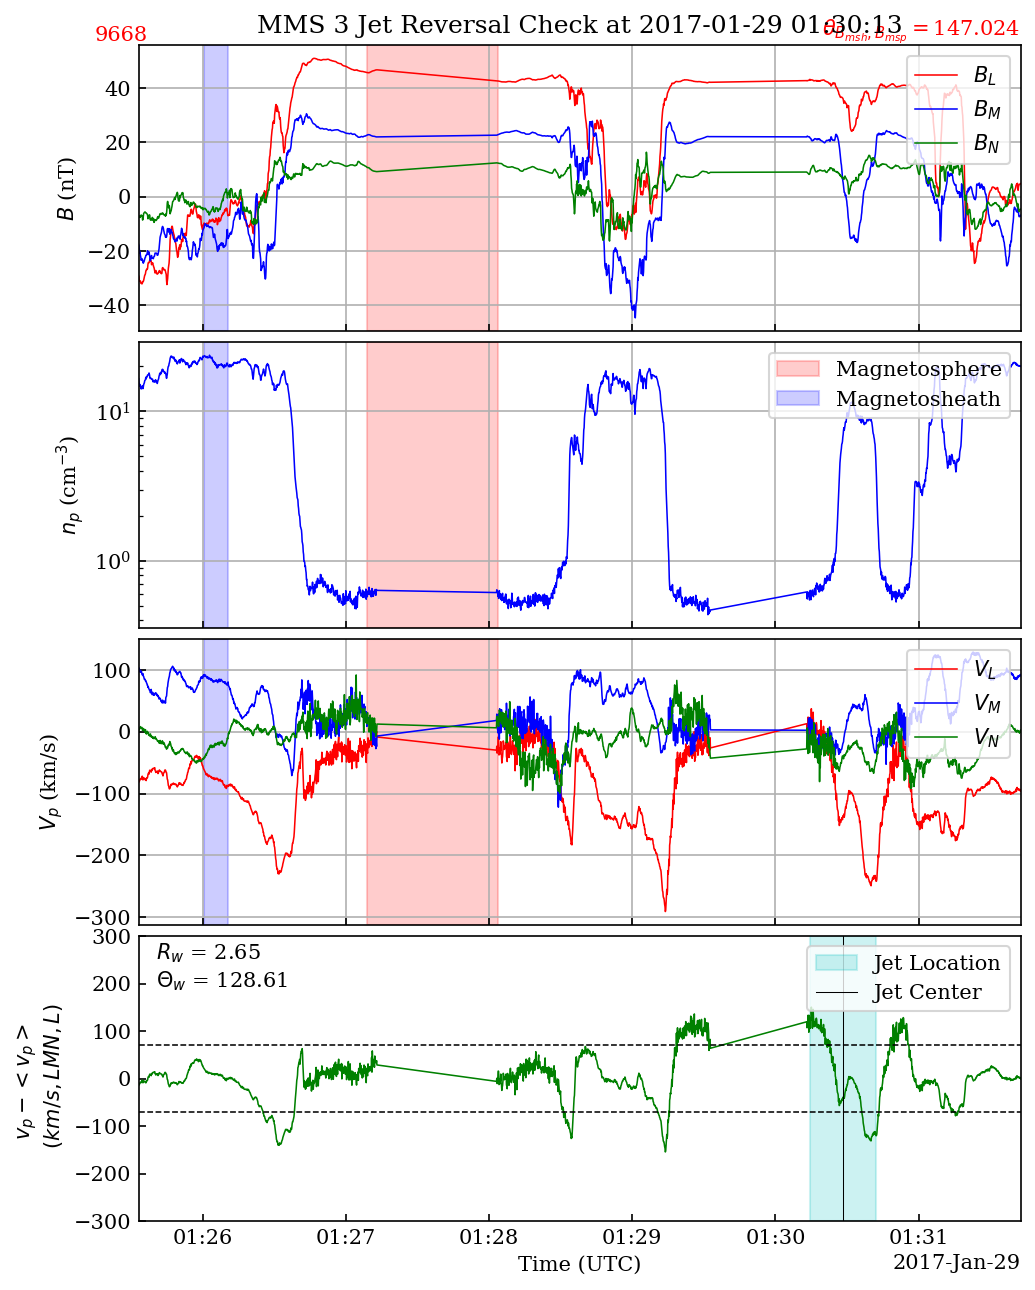 9668
MMS 3 Jet Reversal Check at 2017-01-29 01:30:13
θ_{B_{msh}, B_{msp}} = 147.024
B (nT)
40
20
0
−20
−40
B_L
B_M
B_N
n_p (cm^{−3})
10^1
10^0
Magnetosphere
Magnetosheath
V_p (km/s)
100
0
−100
−200
−300
V_L
V_M
V_N
v_p − < v_p >
(km/s, LMN, L)
300
200
100
0
−100
−200
−300
R_w = 2.65
Θ_w = 128.61
Jet Location
Jet Center
01:26 01:27 01:28 01:29 01:30 01:31
Time (UTC)
2017-Jan-29